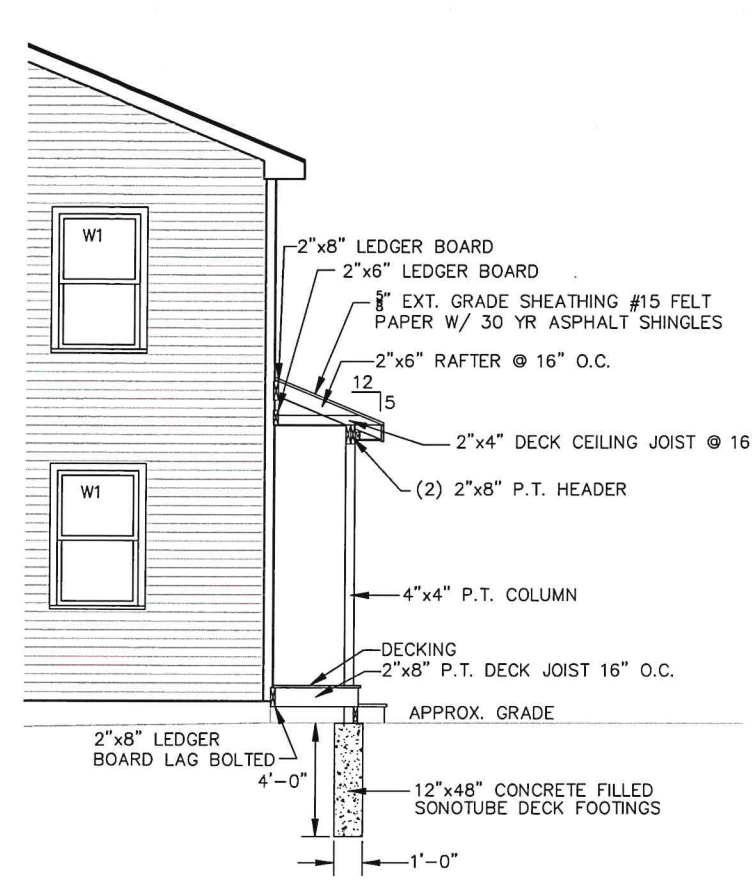 W1
2"x8" LEDGER BOARD
2"x6" LEDGER BOARD
5/8" EXT. GRADE SHEATHING #15 FELT
PAPER W/ 30 YR ASPHALT SHINGLES
2"x6" RAFTER @ 16" O.C.
12
5
2"x4" DECK CEILING JOIST @ 16
(2) 2"x8" P.T. HEADER
W1
4"x4" P.T. COLUMN
DECKING
2"x8" P.T. DECK JOIST 16" O.C.
APPROX. GRADE
2"x8" LEDGER
BOARD LAG BOLTED
4'-0"
12"x48" CONCRETE FILLED
SONOTUBE DECK FOOTINGS
1'-0"